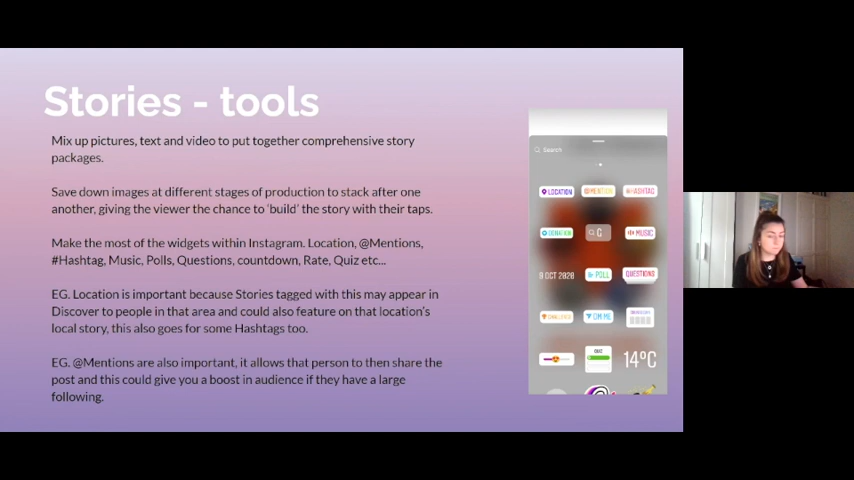 Stories - tools
Mix up pictures, text and video to put together comprehensive story
packages.
Save down images at different stages of production to stack after one
another, giving the viewer the chance to 'build' the story with their taps.
Make the most of the widgets within Instagram. Location, @Mentions,
#Hashtag, Music, Polls, Questions, countdown, Rate, Quiz etc...
EG. Location is important because Stories tagged with this may appear in
Discover to people in that area and could also feature on that location's
local story, this also goes for some Hashtags too.
EG. @Mentions are also important, it allows that person to then share the
post and this could give you a boost in audience if they have a large
following.
Search
LOCATION @MENTION #HASHTAG
DONATION G MUSIC
9 OCT 2020 POLL QUESTIONS
CHALLENGE
QUIZ 14°C